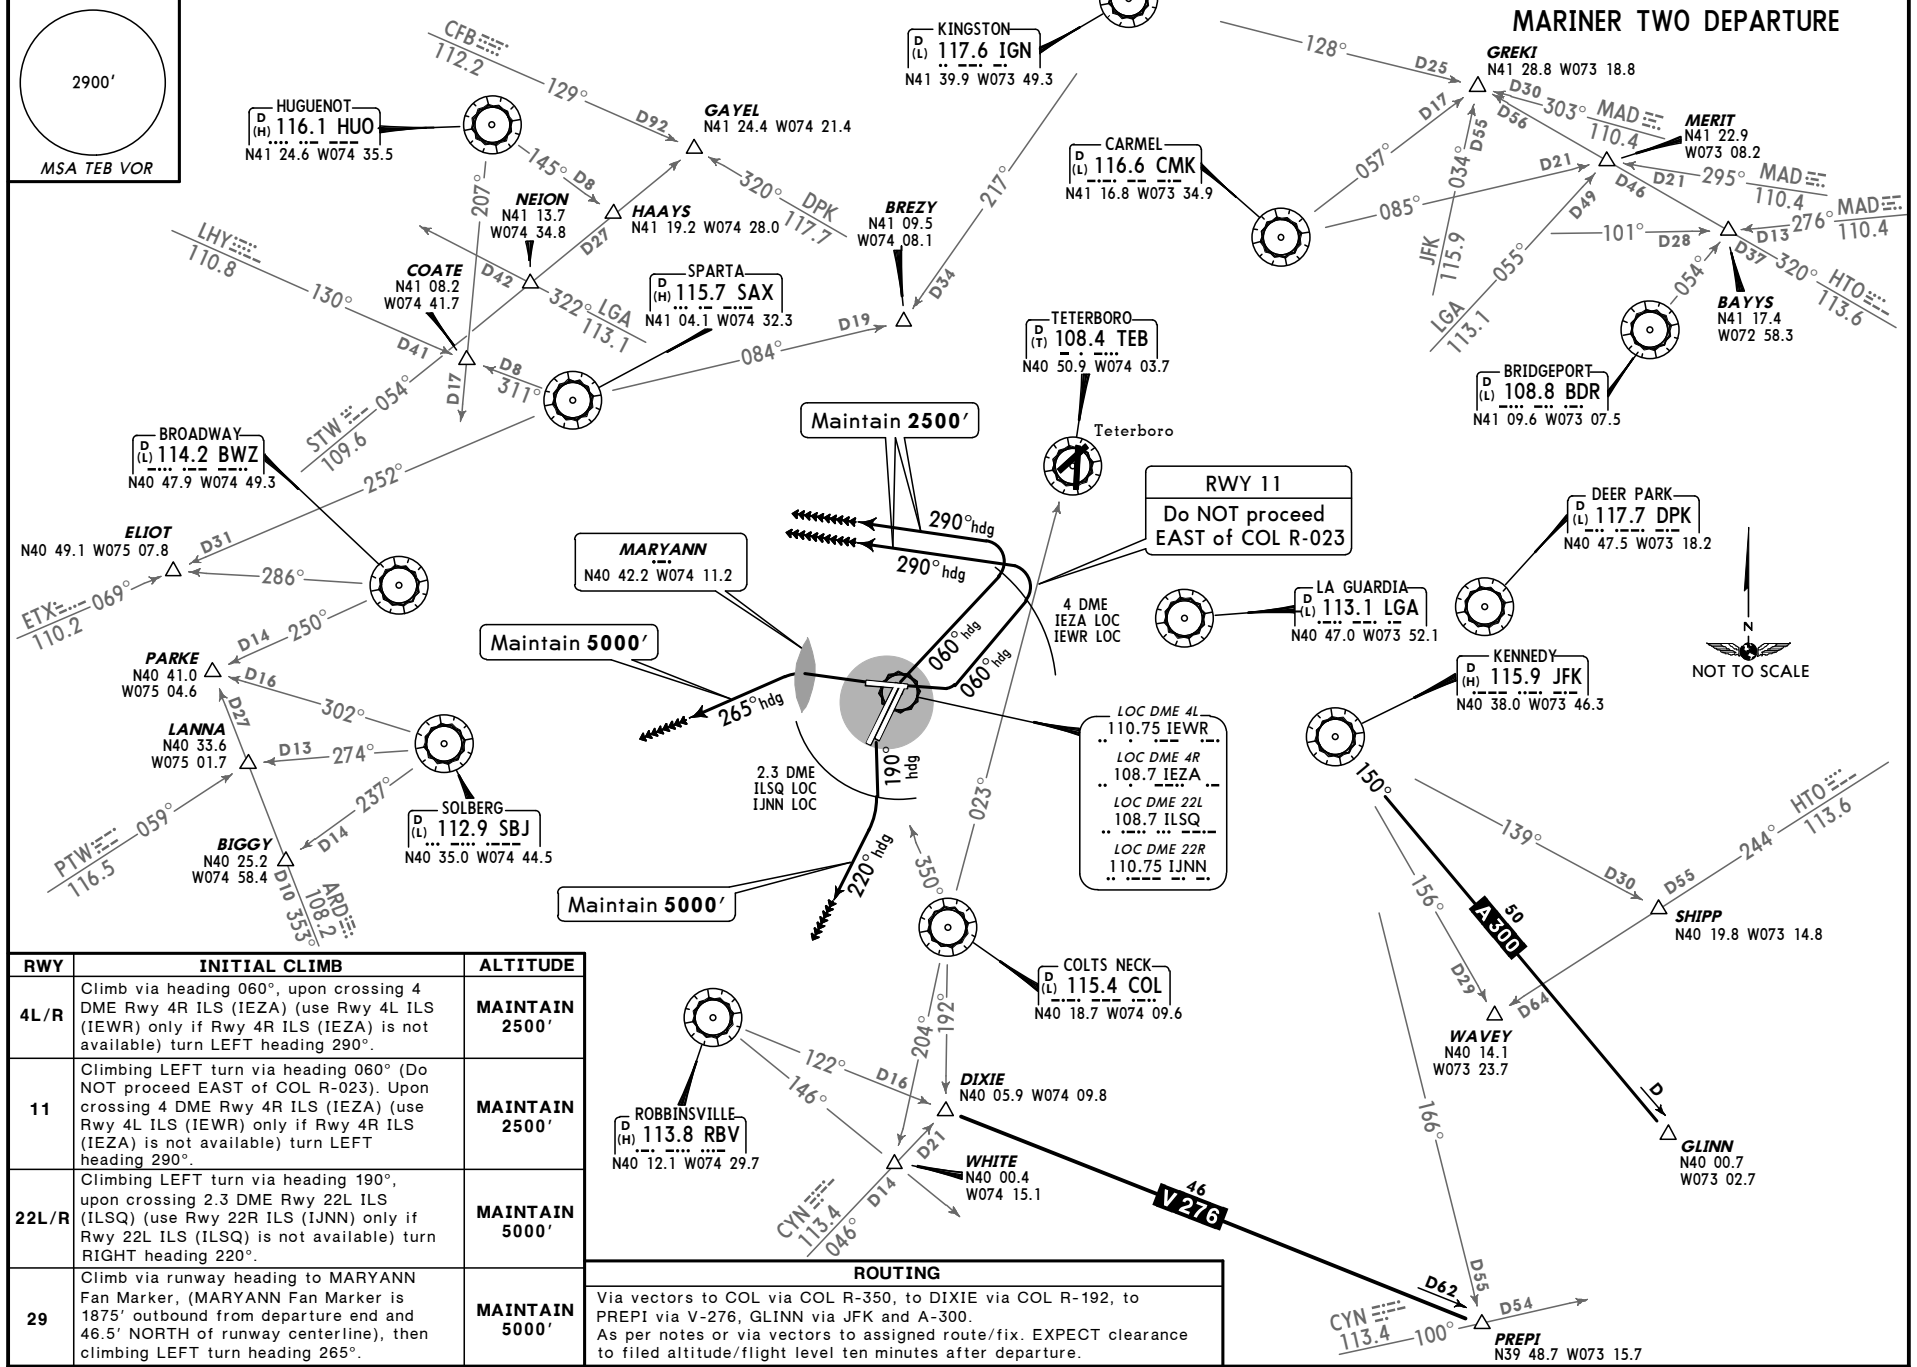 MARINER TWO DEPARTURE
2900'
MSA TEB VOR
CFB
112.2
129°
D92
GAYEL
N41 24.4 W074 21.4
HUGUENOT
D
(H) 116.1 HUO
N41 24.6 W074 35.5
145°
D8
207°
NEION
N41 13.7
W074 34.8
HAAYS
N41 19.2 W074 28.0
D27
320°
DPK
117.7
LHY
110.8
130°
D41
COATE
N41 08.2
W074 41.7
D42
322°
LGA
113.1
D8
311°
D17
STW
109.6
054°
SPARTA
D
(H) 115.7 SAX
N41 04.1 W074 32.3
084°
D19
252°
D31
BREZY
N41 09.5
W074 08.1
D34
217°
KINGSTON
D
(L) 117.6 IGN
N41 39.9 W073 49.3
128°
D25
GREKI
N41 28.8 W073 18.8
D30
303°
MAD
110.4
D17
D56
D55
057°
034°
JFK
115.9
CARMEL
D
(L) 116.6 CMK
N41 16.8 W073 34.9
085°
D21
MERIT
N41 22.9
W073 08.2
D21
295°
MAD
110.4
D46
D49
055°
LGA
113.1
101°
D28
D13
276°
MAD
110.4
D37
320°
HTO
113.6
054°
BAYYS
N41 17.4
W072 58.3
BRIDGEPORT
D
(L) 108.8 BDR
N41 09.6 W073 07.5
TETERBORO
D
(T) 108.4 TEB
N40 50.9 W074 03.7
Teterboro
BROADWAY
D
(L) 114.2 BWZ
N40 47.9 W074 49.3
ELIOT
N40 49.1 W075 07.8
286°
ETX
110.2
069°
250°
D14
PARKE
N40 41.0
W075 04.6
D16
302°
D27
LANNA
N40 33.6
W075 01.7
D13
274°
237°
D14
PTW
116.5
059°
SOLBERG
D
(L) 112.9 SBJ
N40 35.0 W074 44.5
BIGGY
N40 25.2
W074 58.4
D10
353°
ARD
108.2
Maintain 2500'
290° hdg
290° hdg
RWY 11
Do NOT proceed
EAST of COL R-023
MARYANN
N40 42.2 W074 11.2
4 DME
IEZA LOC
IEWR LOC
060° hdg
060° hdg
Maintain 5000'
265° hdg
2.3 DME
ILSQ LOC
IJNN LOC
190° hdg
220° hdg
Maintain 5000'
023°
350°
LOC DME 4L
110.75 IEWR
LOC DME 4R
108.7 IEZA
LOC DME 22L
108.7 ILSQ
LOC DME 22R
110.75 IJNN
DEER PARK
D
(L) 117.7 DPK
N40 47.5 W073 18.2
LA GUARDIA
D
(L) 113.1 LGA
N40 47.0 W073 52.1
N
NOT TO SCALE
KENNEDY
D
(H) 115.9 JFK
N40 38.0 W073 46.3
150°
139°
D30
HTO
113.6
244°
D55
SHIPP
N40 19.8 W073 14.8
156°
D29
D64
WAVEY
N40 14.1
W073 23.7
50
A 300
D
GLINN
N40 00.7
W073 02.7
166°
D55
COLTS NECK
D
(L) 115.4 COL
N40 18.7 W074 09.6
204°
192°
DIXIE
N40 05.9 W074 09.8
ROBBINSVILLE
D
(H) 113.8 RBV
N40 12.1 W074 29.7
122°
D16
146°
D21
D14
WHITE
N40 00.4
W074 15.1
CYN
113.4
046°
46
V 276
D62
CYN
113.4
100°
D54
PREPI
N39 48.7 W073 15.7
RWY INITIAL CLIMB ALTITUDE
4L/R
Climb via heading 060°, upon crossing 4
DME Rwy 4R ILS (IEZA) (use Rwy 4L ILS
(IEWR) only if Rwy 4R ILS (IEZA) is not
available) turn LEFT heading 290°.
MAINTAIN
2500'
11
Climbing LEFT turn via heading 060° (Do
NOT proceed EAST of COL R-023). Upon
crossing 4 DME Rwy 4R ILS (IEZA) (use
Rwy 4L ILS (IEWR) only if Rwy 4R ILS
(IEZA) is not available) turn LEFT
heading 290°.
MAINTAIN
2500'
22L/R
Climbing LEFT turn via heading 190°,
upon crossing 2.3 DME Rwy 22L ILS
(ILSQ) (use Rwy 22R ILS (IJNN) only if
Rwy 22L ILS (ILSQ) is not available) turn
RIGHT heading 220°.
MAINTAIN
5000'
29
Climb via runway heading to MARYANN
Fan Marker, (MARYANN Fan Marker is
1875' outbound from departure end and
46.5' NORTH of runway centerline), then
climbing LEFT turn heading 265°.
MAINTAIN
5000'
ROUTING
Via vectors to COL via COL R-350, to DIXIE via COL R-192, to
PREPI via V-276, GLINN via JFK and A-300.
As per notes or via vectors to assigned route/fix. EXPECT clearance
to filed altitude/flight level ten minutes after departure.